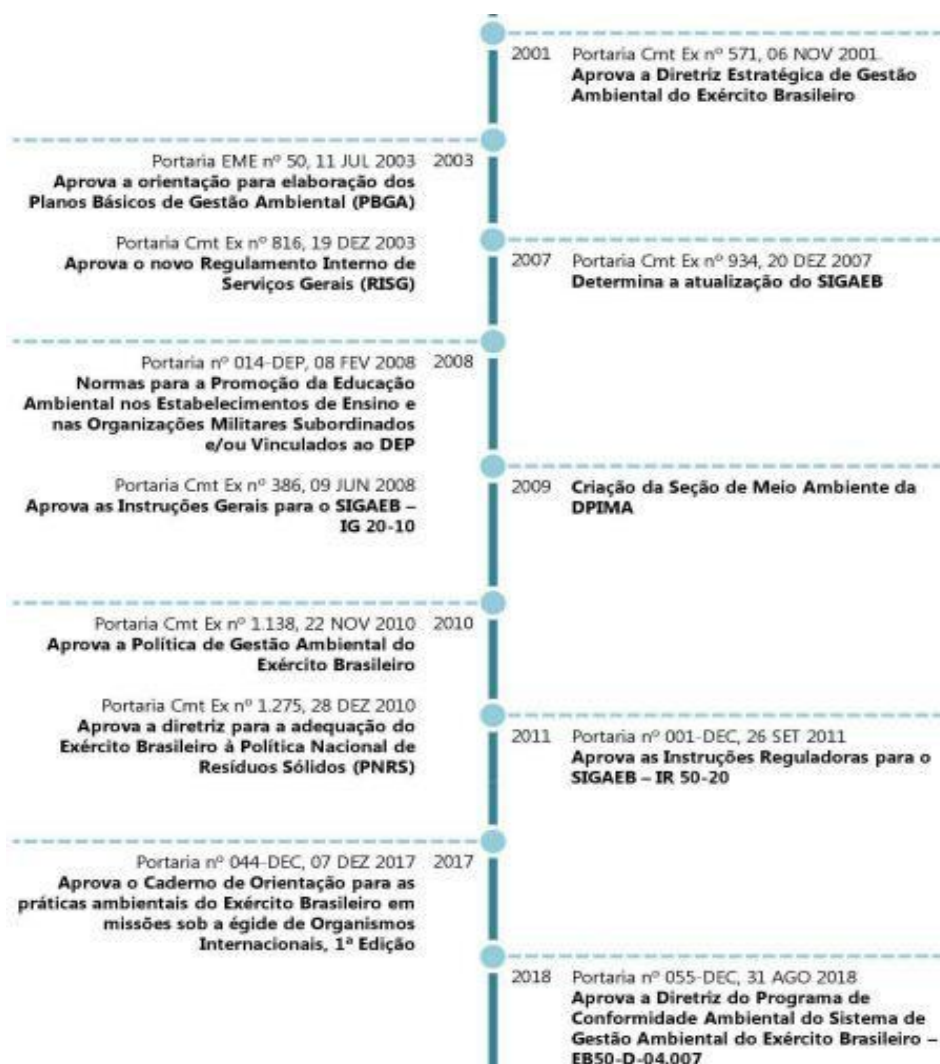 2001 Portaria Cmt Ex nº 571, 06 NOV 2001.
Aprova a Diretriz Estratégica de Gestão
Ambiental do Exército Brasileiro
Portaria EME nº 50, 11 JUL 2003 2003
Aprova a orientação para elaboração dos
Planos Básicos de Gestão Ambiental (PBGA)
Portaria Cmt Ex nº 816, 19 DEZ 2003
Aprova o novo Regulamento Interno de
Serviços Gerais (RISG)
2007 Portaria Cmt Ex nº 934, 20 DEZ 2007
Determina a atualização do SIGAEB
Portaria nº 014-DEP, 08 FEV 2008 2008
Normas para a Promoção da Educação
Ambiental nos Estabelecimentos de Ensino e
nas Organizações Militares Subordinados
e/ou Vinculados ao DEP
Portaria Cmt Ex nº 386, 09 JUN 2008
Aprova as Instruções Gerais para o SIGAEB –
IG 20-10
2009 Criação da Seção de Meio Ambiente da
DPIMA
Portaria Cmt Ex nº 1.138, 22 NOV 2010 2010
Aprova a Política de Gestão Ambiental do
Exército Brasileiro
Portaria Cmt Ex nº 1.275, 28 DEZ 2010
Aprova a diretriz para a adequação do
Exército Brasileiro à Política Nacional de
Resíduos Sólidos (PNRS)
2011 Portaria nº 001-DEC, 26 SET 2011
Aprova as Instruções Reguladoras para o
SIGAEB – IR 50-20
Portaria nº 044-DEC, 07 DEZ 2017 2017
Aprova o Caderno de Orientação para as
práticas ambientais do Exército Brasileiro em
missões sob a égide de Organismos
Internacionais, 1ª Edição
2018 Portaria nº 055-DEC, 31 AGO 2018
Aprova a Diretriz do Programa de
Conformidade Ambiental do Sistema de
Gestão Ambiental do Exército Brasileiro –
EB50-D-04.007